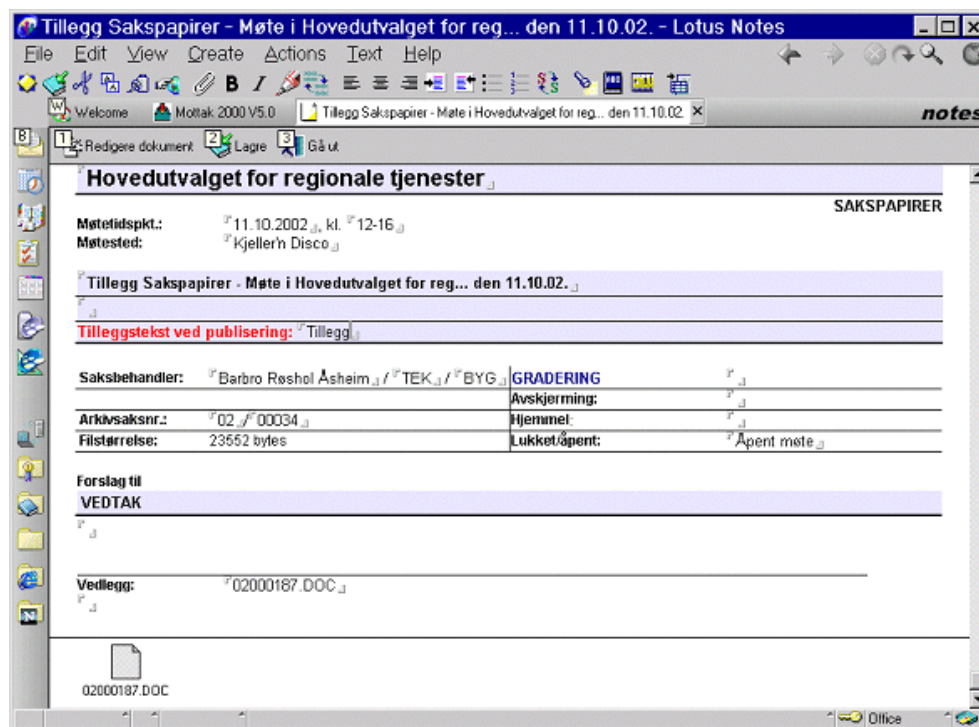 Tillegg Sakspapirer - Møte i Hovedutvalget for reg... den 11.10.02. - Lotus Notes
File Edit View Create Actions Text Help
B I
Welcome Mottak 2000 V5.0 Tillegg Sakspapirer - Møte i Hovedutvalget for reg... den 11.10.02. notes
1 Redigere dokument 2 Lagre 3 Gå ut
Hovedutvalget for regionale tjenester
SAKSPAPIRER
Møtetidspkt.: 11.10.2002, kl. 12-16
Møtested: Kjeller'n Disco
Tillegg Sakspapirer - Møte i Hovedutvalget for reg... den 11.10.02.
Tilleggstekst ved publisering: Tillegg
Saksbehandler: Barbro Røshol Åsheim / TEK / BYG GRADERING
Avskjerming:
Arkivsaksnr.: 02 / 00034 Hjemmel:
Filstørrelse: 23552 bytes Lukket/åpent: Åpent møte
Forslag til
VEDTAK
Vedlegg: 02000187.DOC
02000187.DOC
Office